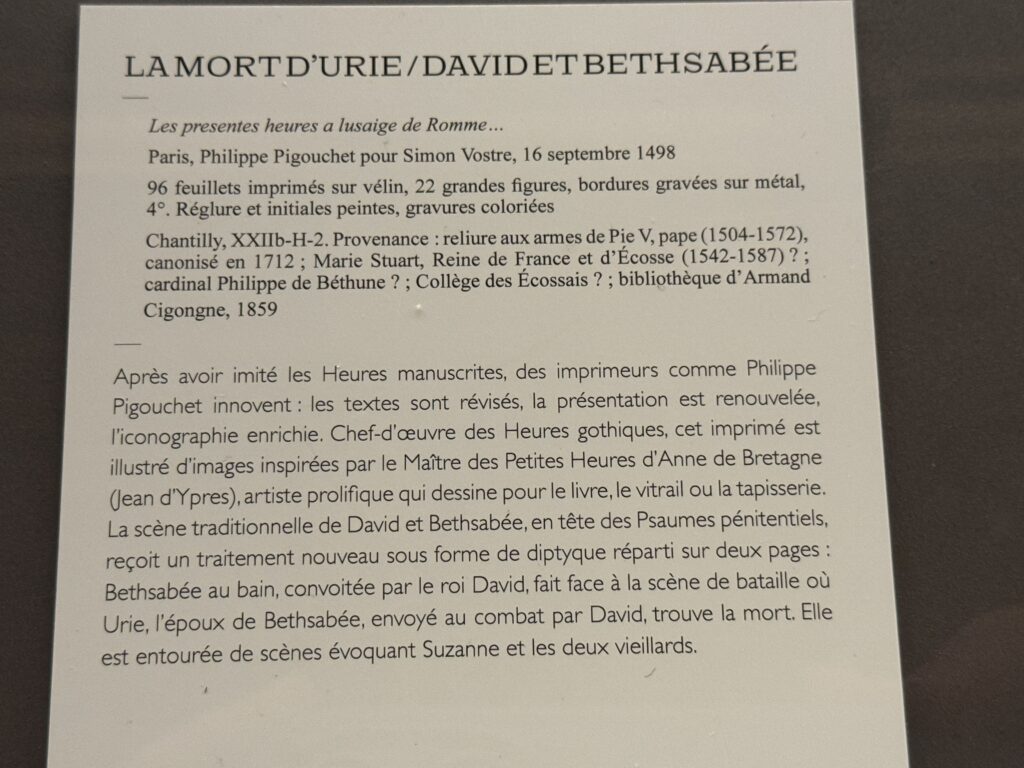 LA MORT D'URIE / DAVID ET BETHSABÉE
Les presentes heures a lusaige de Romme...
Paris, Philippe Pigouchet pour Simon Vostre, 16 septembre 1498
96 feuillets imprimés sur vélin, 22 grandes figures, bordures gravées sur métal,
4°. Réglure et initiales peintes, gravures coloriées
Chantilly, XXIIb-H-2. Provenance : reliure aux armes de Pie V, pape (1504-1572),
canonisé en 1712 ; Marie Stuart, Reine de France et d'Écosse (1542-1587) ? ;
cardinal Philippe de Béthune ? ; Collège des Écossais ? ; bibliothèque d'Armand
Cigongne, 1859
Après avoir imité les Heures manuscrites, des imprimeurs comme Philippe
Pigouchet innovent : les textes sont révisés, la présentation est renouvelée,
l'iconographie enrichie. Chef-d'œuvre des Heures gothiques, cet imprimé est
illustré d'images inspirées par le Maître des Petites Heures d'Anne de Bretagne
(Jean d'Ypres), artiste prolifique qui dessine pour le livre, le vitrail ou la tapisserie.
La scène traditionnelle de David et Bethsabée, en tête des Psaumes pénitentiels,
reçoit un traitement nouveau sous forme de diptyque réparti sur deux pages :
Bethsabée au bain, convoitée par le roi David, fait face à la scène de bataille où
Urie, l'époux de Bethsabée, envoyé au combat par David, trouve la mort. Elle
est entourée de scènes évoquant Suzanne et les deux vieillards.